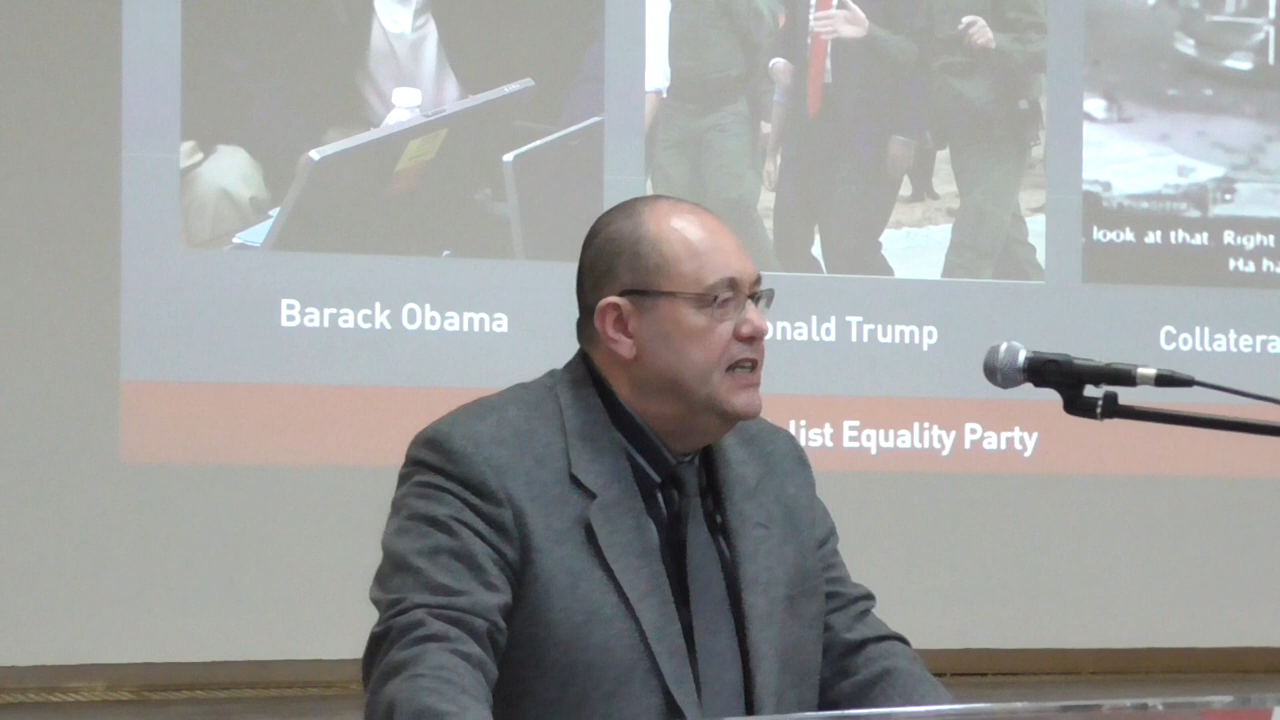 look at that. Right
Ha ha
Barack Obama
onald Trump
Collatera
list Equality Party